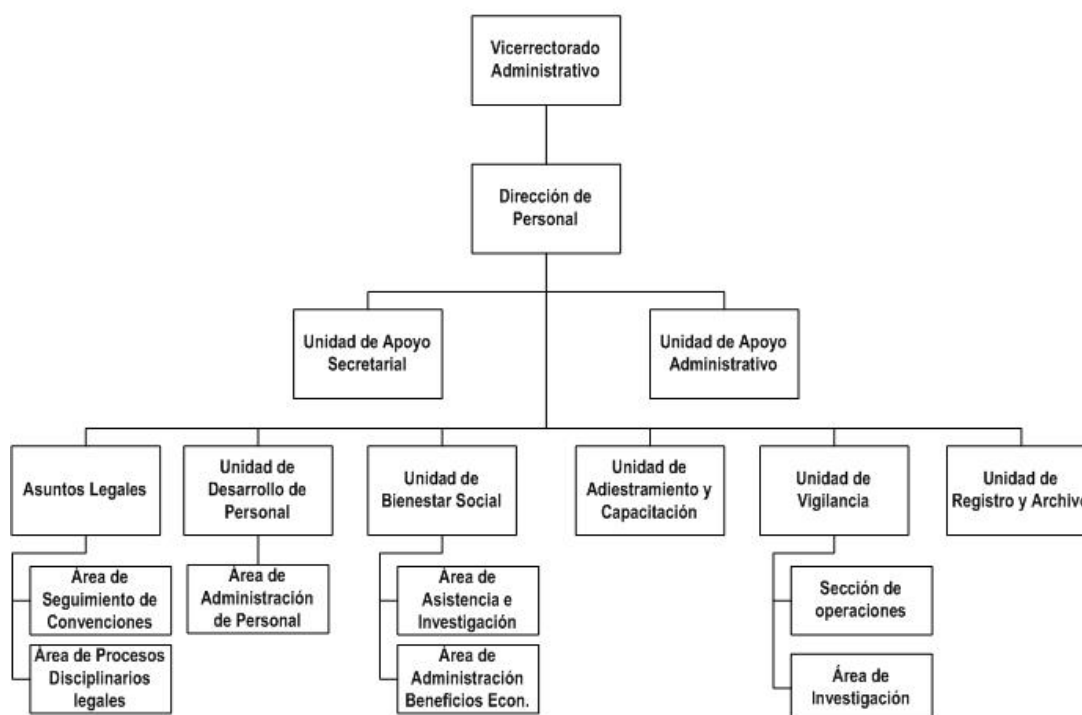 Vicerrectorado
Administrativo
Dirección de
Personal
Unidad de Apoyo
Secretarial
Unidad de Apoyo
Administrativo
Asuntos Legales
Unidad de
Desarrollo de
Personal
Unidad de
Bienestar Social
Unidad de
Adiestramiento y
Capacitación
Unidad de
Vigilancia
Unidad de
Registro y Archivo
Área de
Seguimiento de
Convenciones
Área de Procesos
Disciplinarios
legales
Área de
Administración
de Personal
Área de
Asistencia e
Investigación
Área de
Administración
Beneficios Econ.
Sección de
operaciones
Área de
Investigación